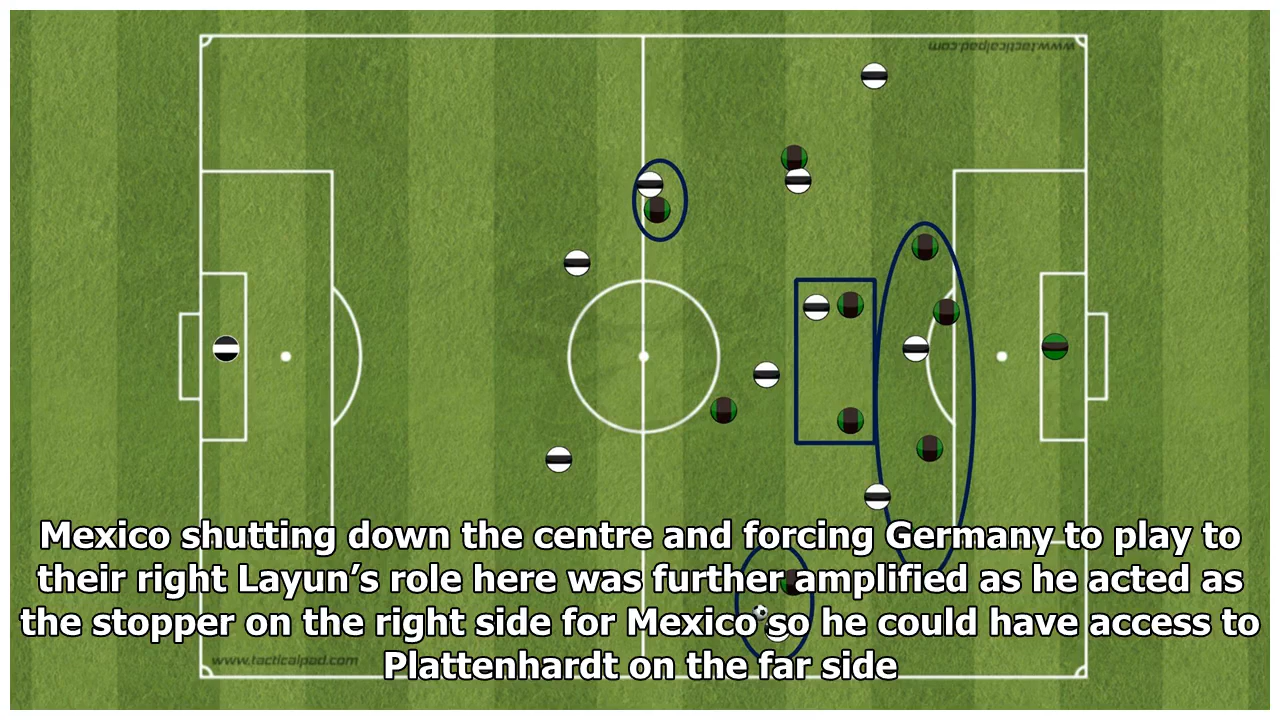 www.tacticalpad.com
Mexico shutting down the centre and forcing Germany to play to
their right Layun’s role here was further amplified as he acted as
the stopper on the right side for Mexico so he could have access to
Plattenhardt on the far side
www.tacticalpad.com